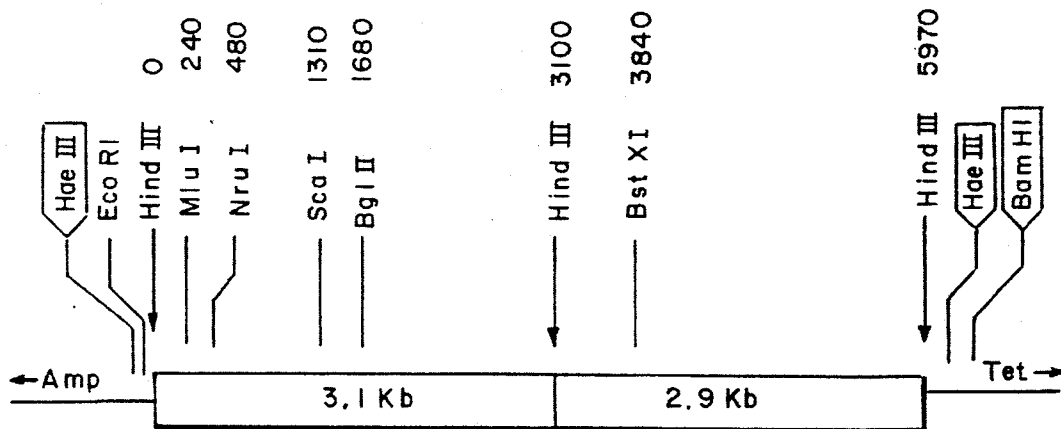 0
240
480
1310
1680
3100
3840
5970
Hae III
Eco RI
Hind III
Mlu I
Nru I
Sca I
Bgl II
Hind III
Bst XI
Hind III
Hae III
Bam HI
←Amp
3.1 Kb
2.9 Kb
Tet→